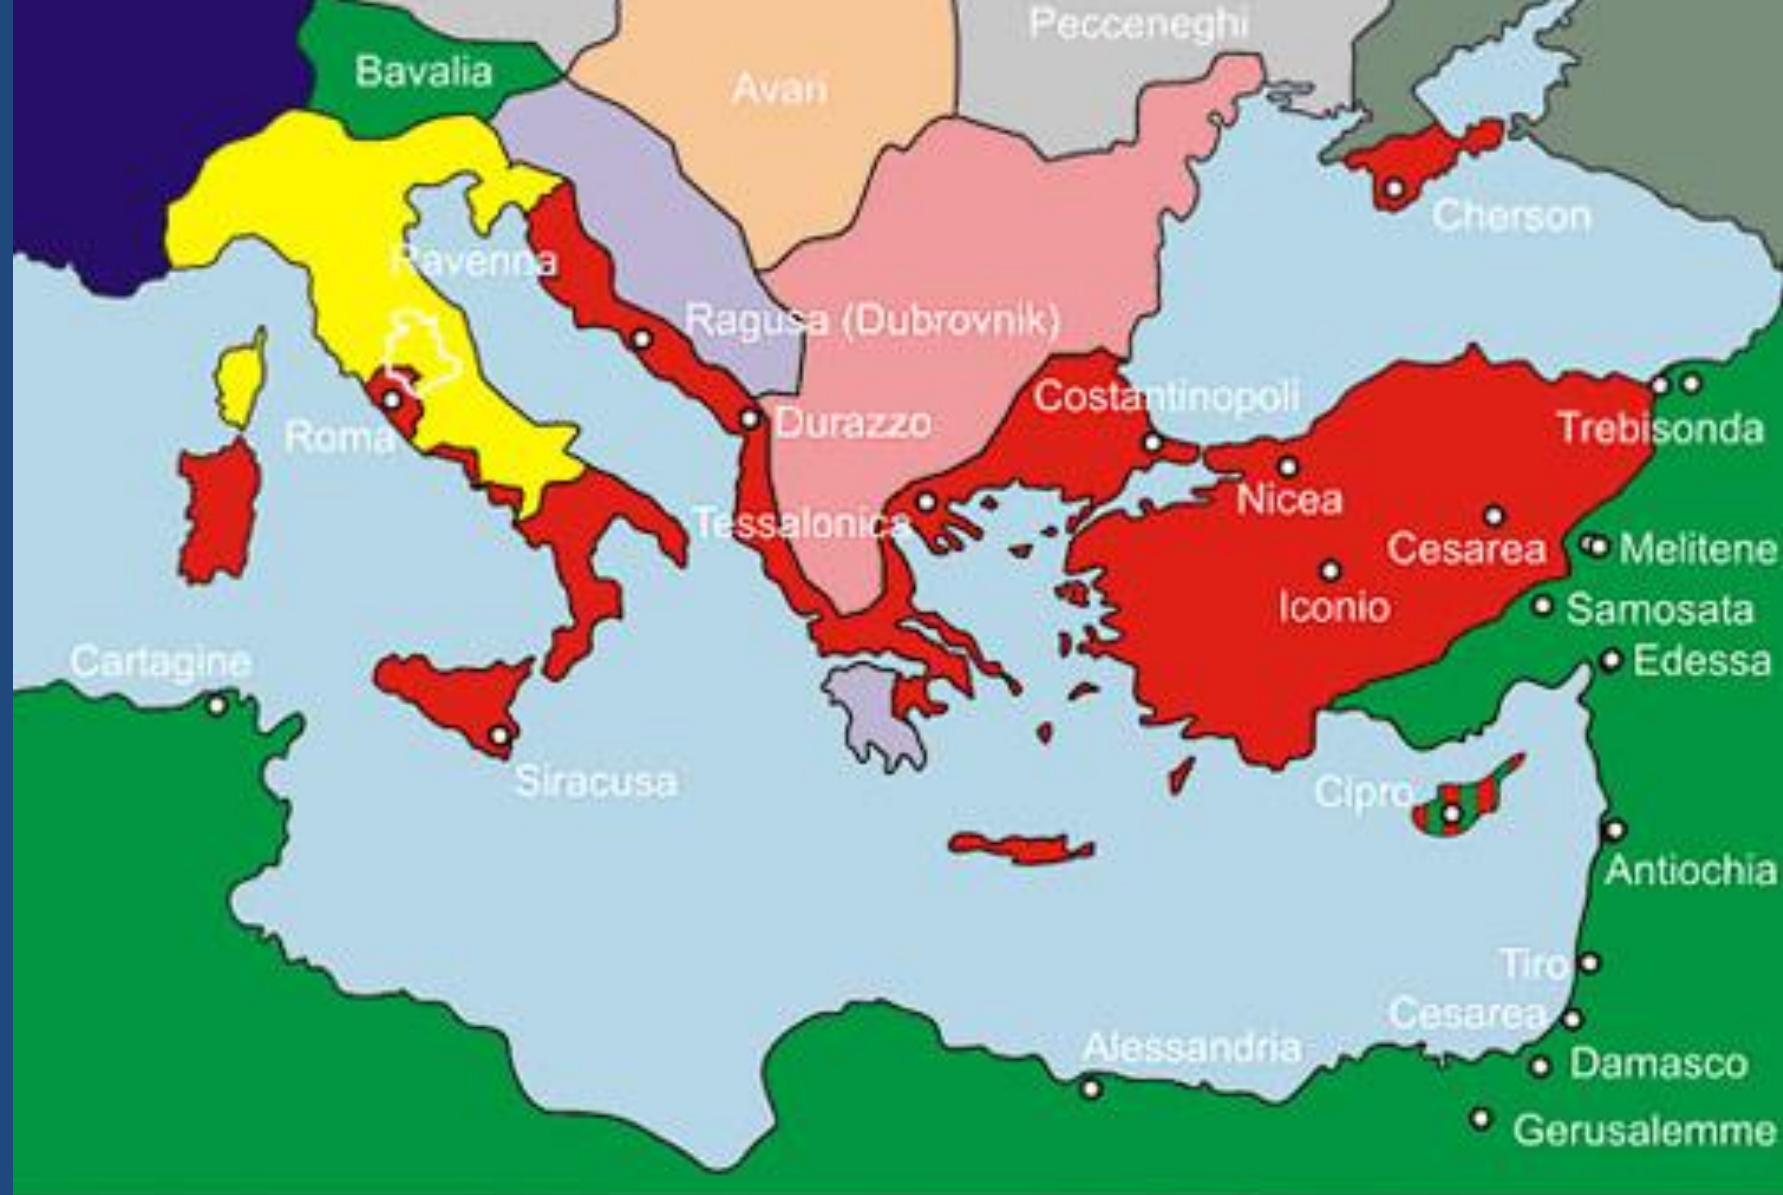 Pecceneghi
Bavalia
Avari
Cherson
Ravenna
Ragusa (Dubrovnik)
Costantinopoli
Durazzo
Trebisonda
Roma
Nicea
Tessalonica
Cesarea
Melitene
Iconio
Samosata
Cartagine
Edessa
Siracusa
Cipro
Antiochia
Tiro
Cesarea
Alessandria
Damasco
Gerusalemme